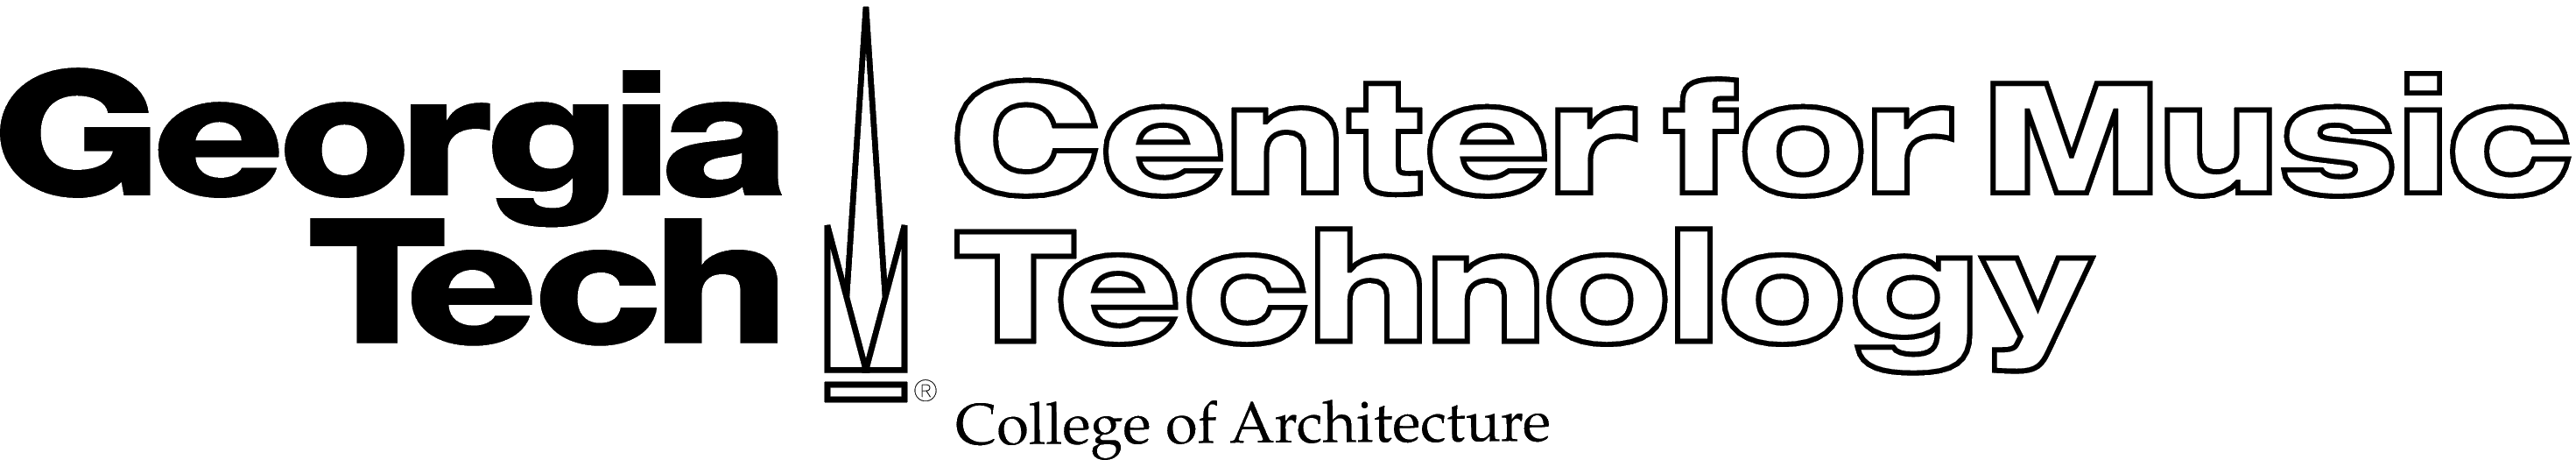 Georgia
Tech
®
Center for Music
Technology
College of Architecture